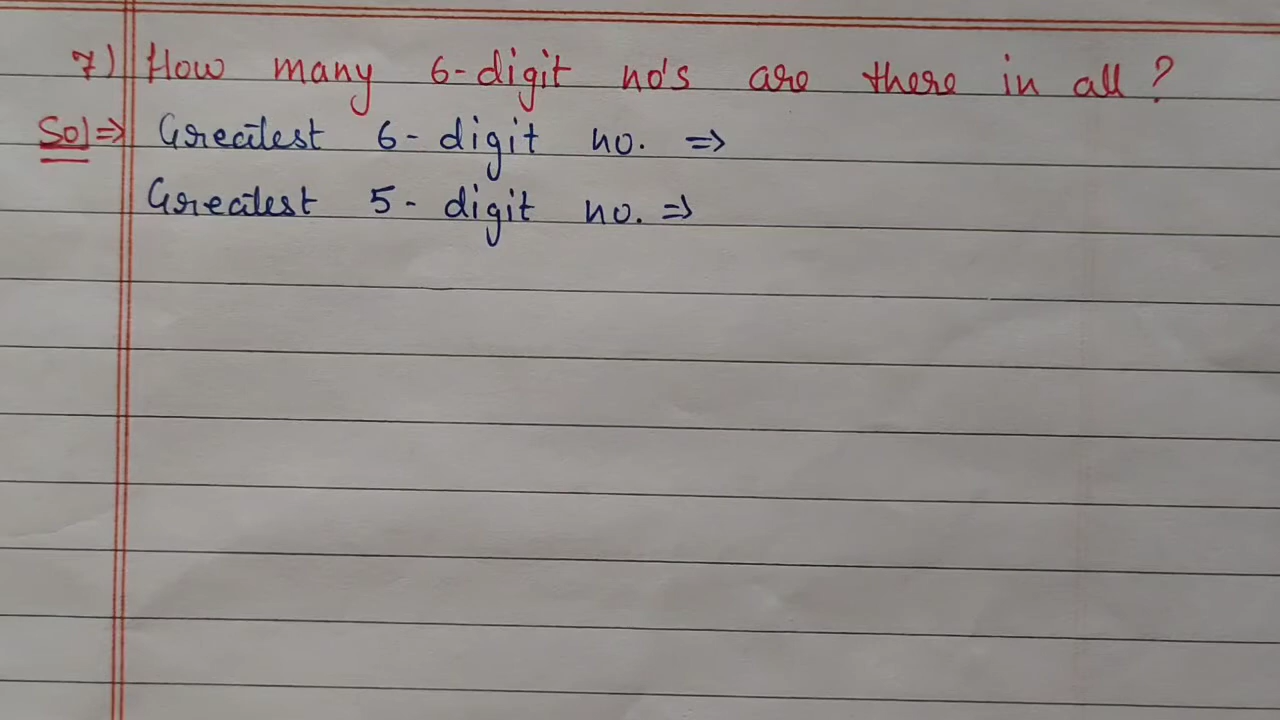 7) How many 6-digit no's are there in all?
Sol⇒ Greatest 6- digit no. ⇒
Greatest 5- digit no. ⇒